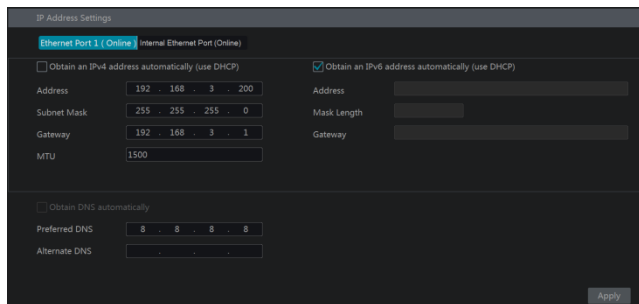 IP Address Settings
Ethernet Port 1 ( Online ) Internal Ethernet Port (Online)
Obtain an IPv4 address automatically (use DHCP) Obtain an IPv6 address automatically (use DHCP)
Address 192 . 168 . 3 . 200 Address
Subnet Mask 255 . 255 . 255 . 0 Mask Length
Gateway 192 . 168 . 3 . 1 Gateway
MTU 1500
Obtain DNS automatically
Preferred DNS 8 . 8 . 8 . 8
Alternate DNS . . .
Apply